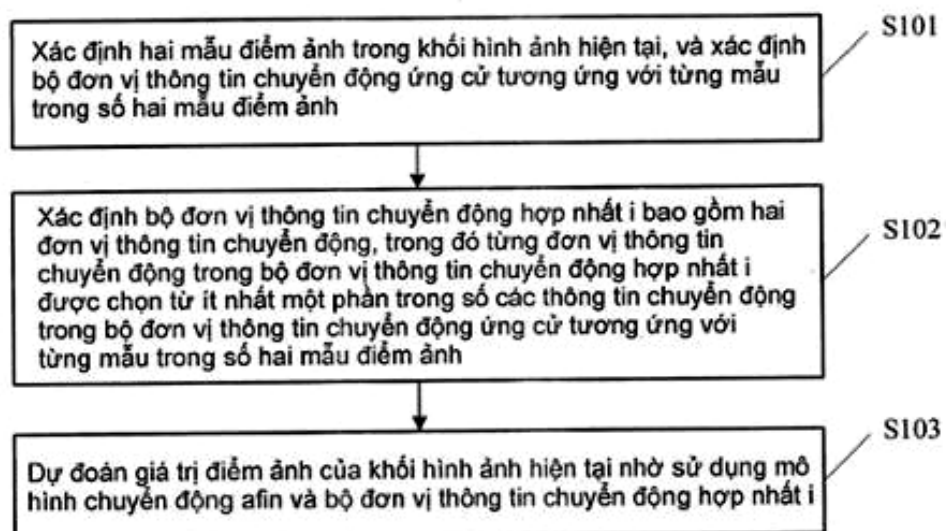 Xác định hai mẫu điểm ảnh trong khối hình ảnh hiện tại, và xác định
bộ đơn vị thông tin chuyển động ứng cử tương ứng với từng mẫu
trong số hai mẫu điểm ảnh
S101
Xác định bộ đơn vị thông tin chuyển động hợp nhất i bao gồm hai
đơn vị thông tin chuyển động, trong đó từng đơn vị thông tin
chuyển động trong bộ đơn vị thông tin chuyển động hợp nhất i
được chọn từ ít nhất một phần trong số các thông tin chuyển động
trong bộ đơn vị thông tin chuyển động ứng cử tương ứng với
từng mẫu trong số hai mẫu điểm ảnh
S102
Dự đoán giá trị điểm ảnh của khối hình ảnh hiện tại nhờ sử dụng mô
hình chuyển động afin và bộ đơn vị thông tin chuyển động hợp nhất i
S103